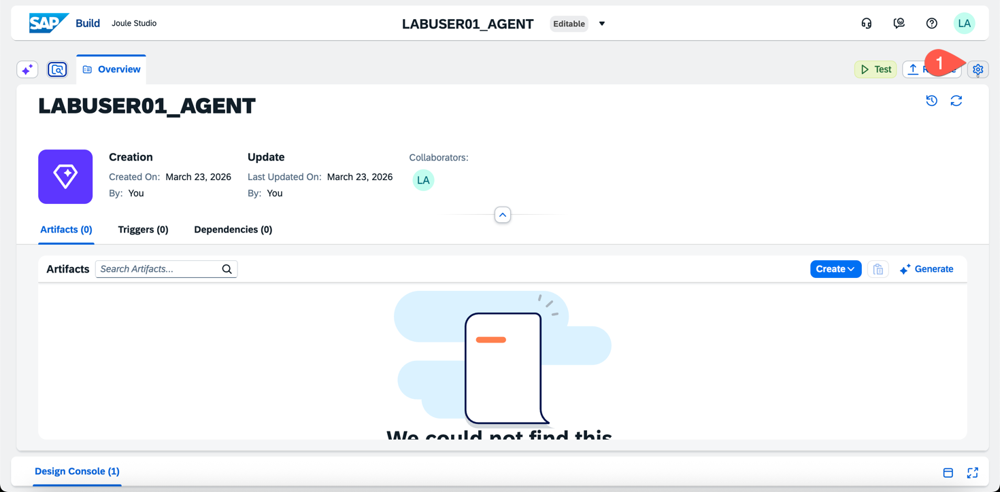 SAP Build Joule Studio LABUSER01_AGENT Editable LA
Overview Test 1
LABUSER01_AGENT
Creation Update Collaborators:
Created On: March 23, 2026 Last Updated On: March 23, 2026 LA
By: You By: You
Artifacts (0) Triggers (0) Dependencies (0)
Artifacts Search Artifacts... Create Generate
We could not find this
Design Console (1)